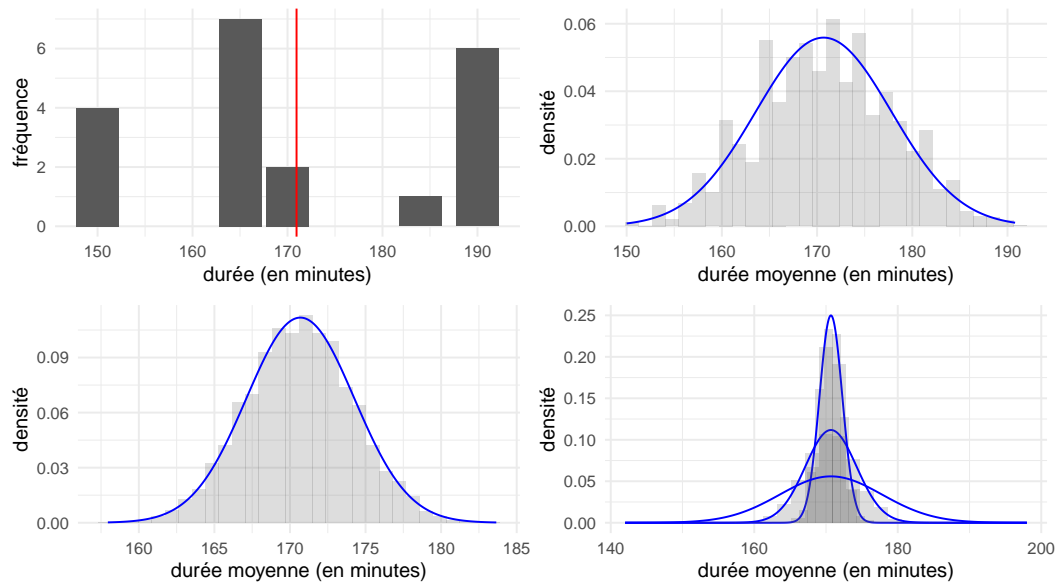 fréquence
6
4
2
0
150 160 170 180 190
durée (en minutes)
densité
0.06
0.04
0.02
0.00
150 160 170 180 190
durée moyenne (en minutes)
densité
0.09
0.06
0.03
0.00
160 165 170 175 180 185
durée moyenne (en minutes)
densité
0.25
0.20
0.15
0.10
0.05
0.00
140 160 180 200
durée moyenne (en minutes)